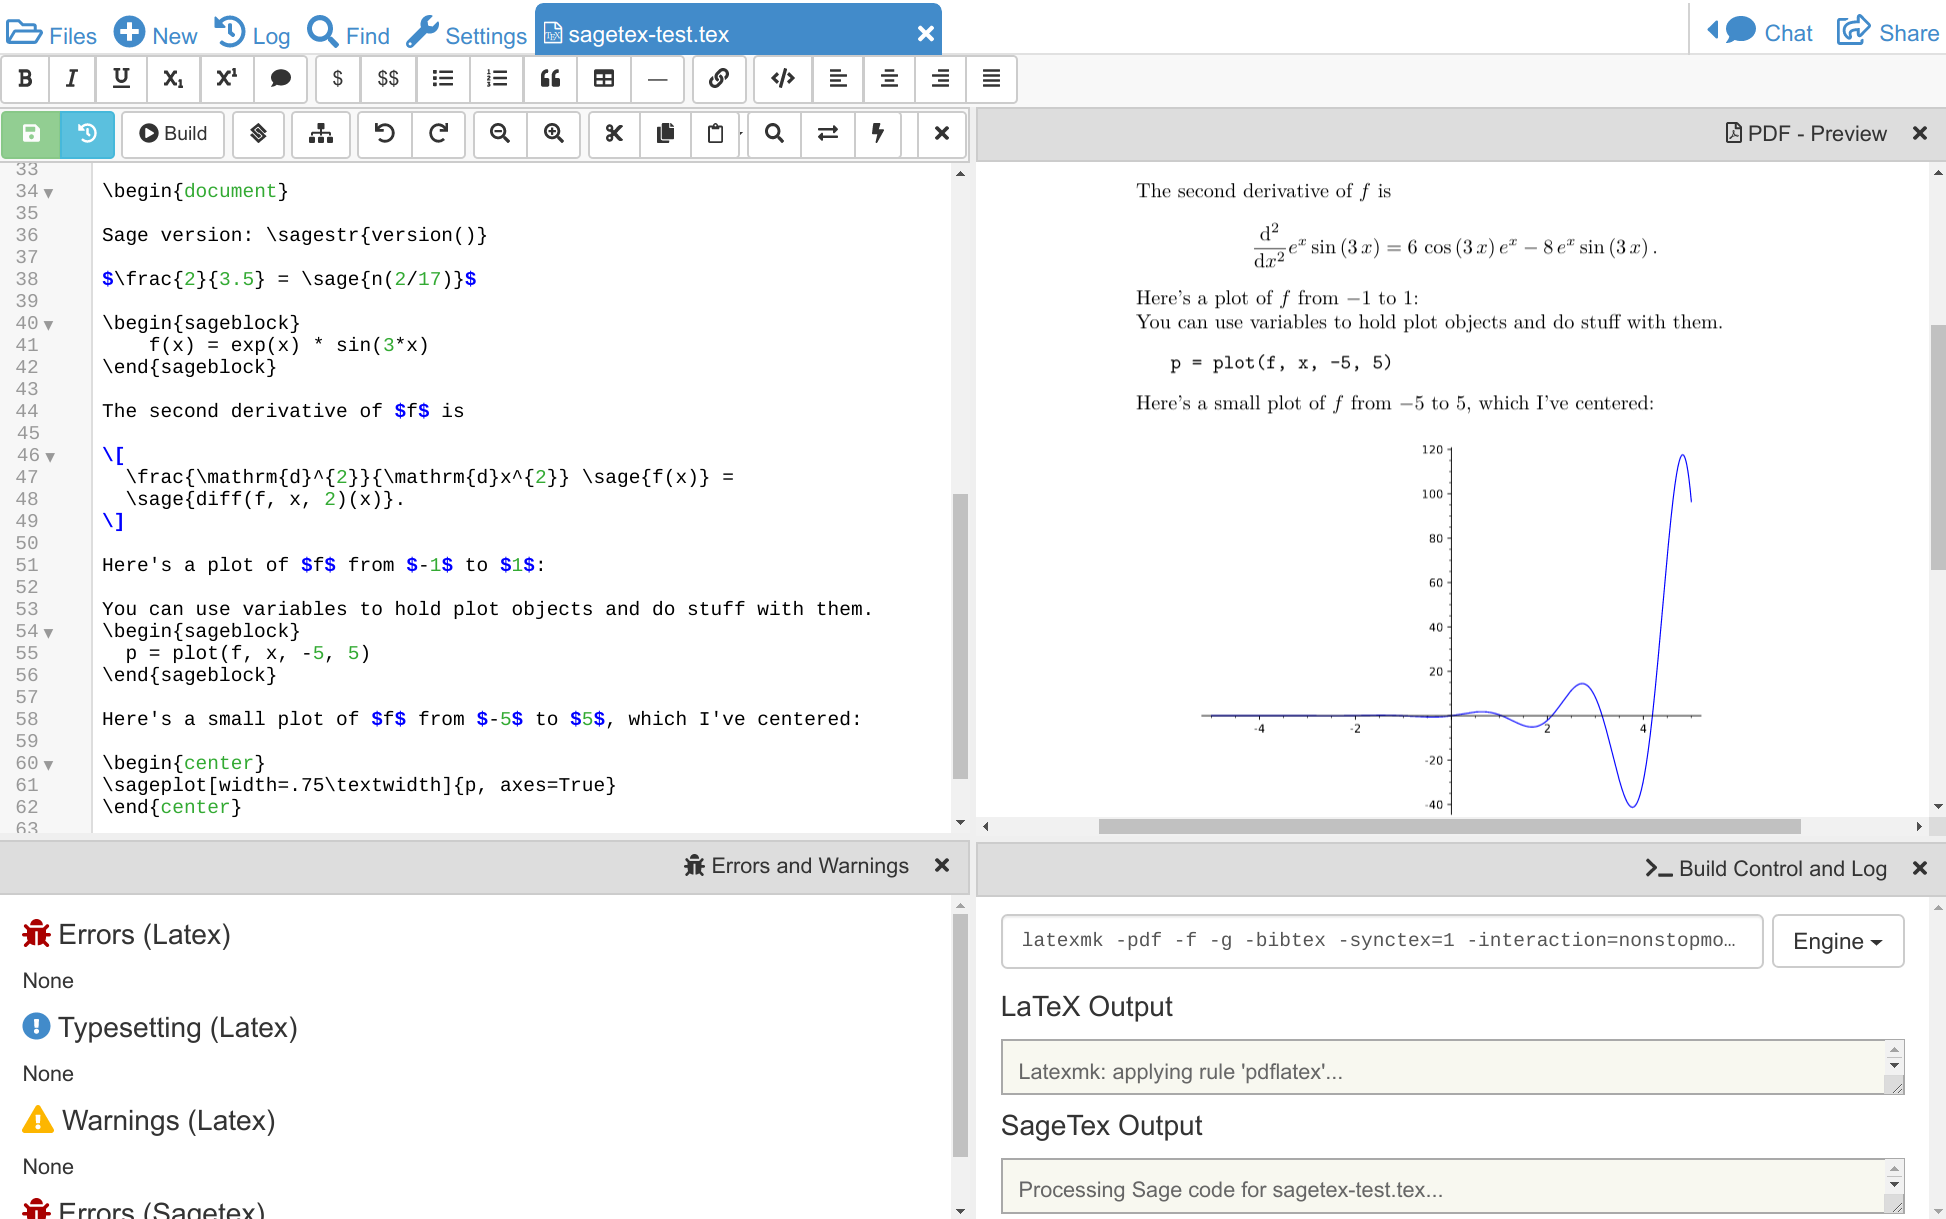 Files New Log Find Settings sagetex-test.tex Chat Share
B I U X₁ X¹ $ $$
Build
PDF - Preview
33
34 \begin{document}
35
36 Sage version: \sagestr{version()}
37
38 $\frac{2}{3.5} = \sage{n(2/17)}$
39
40 \begin{sageblock}
41 f(x) = exp(x) * sin(3*x)
42 \end{sageblock}
43
44 The second derivative of $f$ is
45
46 \[
47 \frac{\mathrm{d}^{2}}{\mathrm{d}x^{2}} \sage{f(x)} =
48 \sage{diff(f, x, 2)(x)}.
49 \]
50
51 Here's a plot of $f$ from $-1$ to $1$:
52
53 You can use variables to hold plot objects and do stuff with them.
54 \begin{sageblock}
55 p = plot(f, x, -5, 5)
56 \end{sageblock}
57
58 Here's a small plot of $f$ from $-5$ to $5$, which I've centered:
59
60 \begin{center}
61 \sageplot[width=.75\textwidth]{p, axes=True}
62 \end{center}
63
The second derivative of f is
d²/dx² eˣ sin (3 x) = 6 cos (3 x) eˣ − 8 eˣ sin (3 x) .
Here's a plot of f from −1 to 1:
You can use variables to hold plot objects and do stuff with them.
p = plot(f, x, -5, 5)
Here's a small plot of f from −5 to 5, which I've centered:
120
100
80
60
40
20
-4 -2 2 4
-20
-40
Errors and Warnings
Errors (Latex)
None
Typesetting (Latex)
None
Warnings (Latex)
None
Errors (Sagetex)
Build Control and Log
latexmk -pdf -f -g -bibtex -synctex=1 -interaction=nonstopmo… Engine
LaTeX Output
Latexmk: applying rule 'pdflatex'...
SageTex Output
Processing Sage code for sagetex-test.tex...